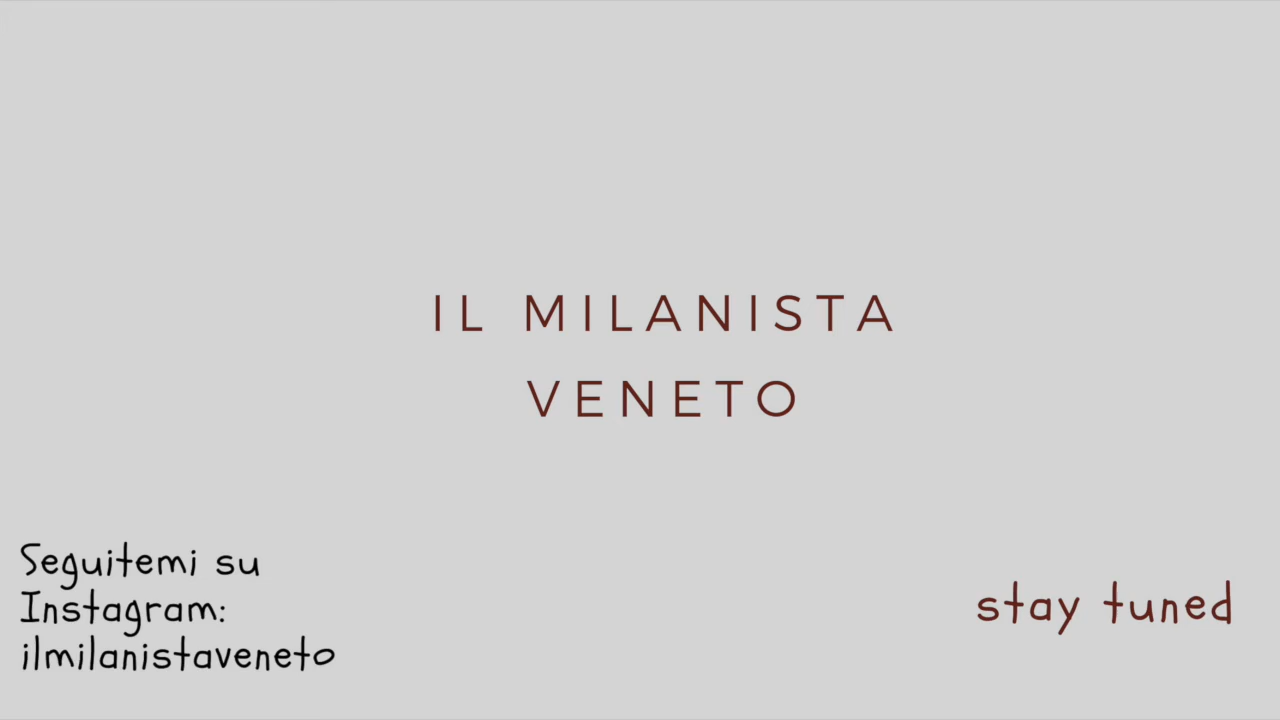 IL MILANISTA
VENETO
Seguitemi su
Instagram:
ilmilanistaveneto
stay tuned